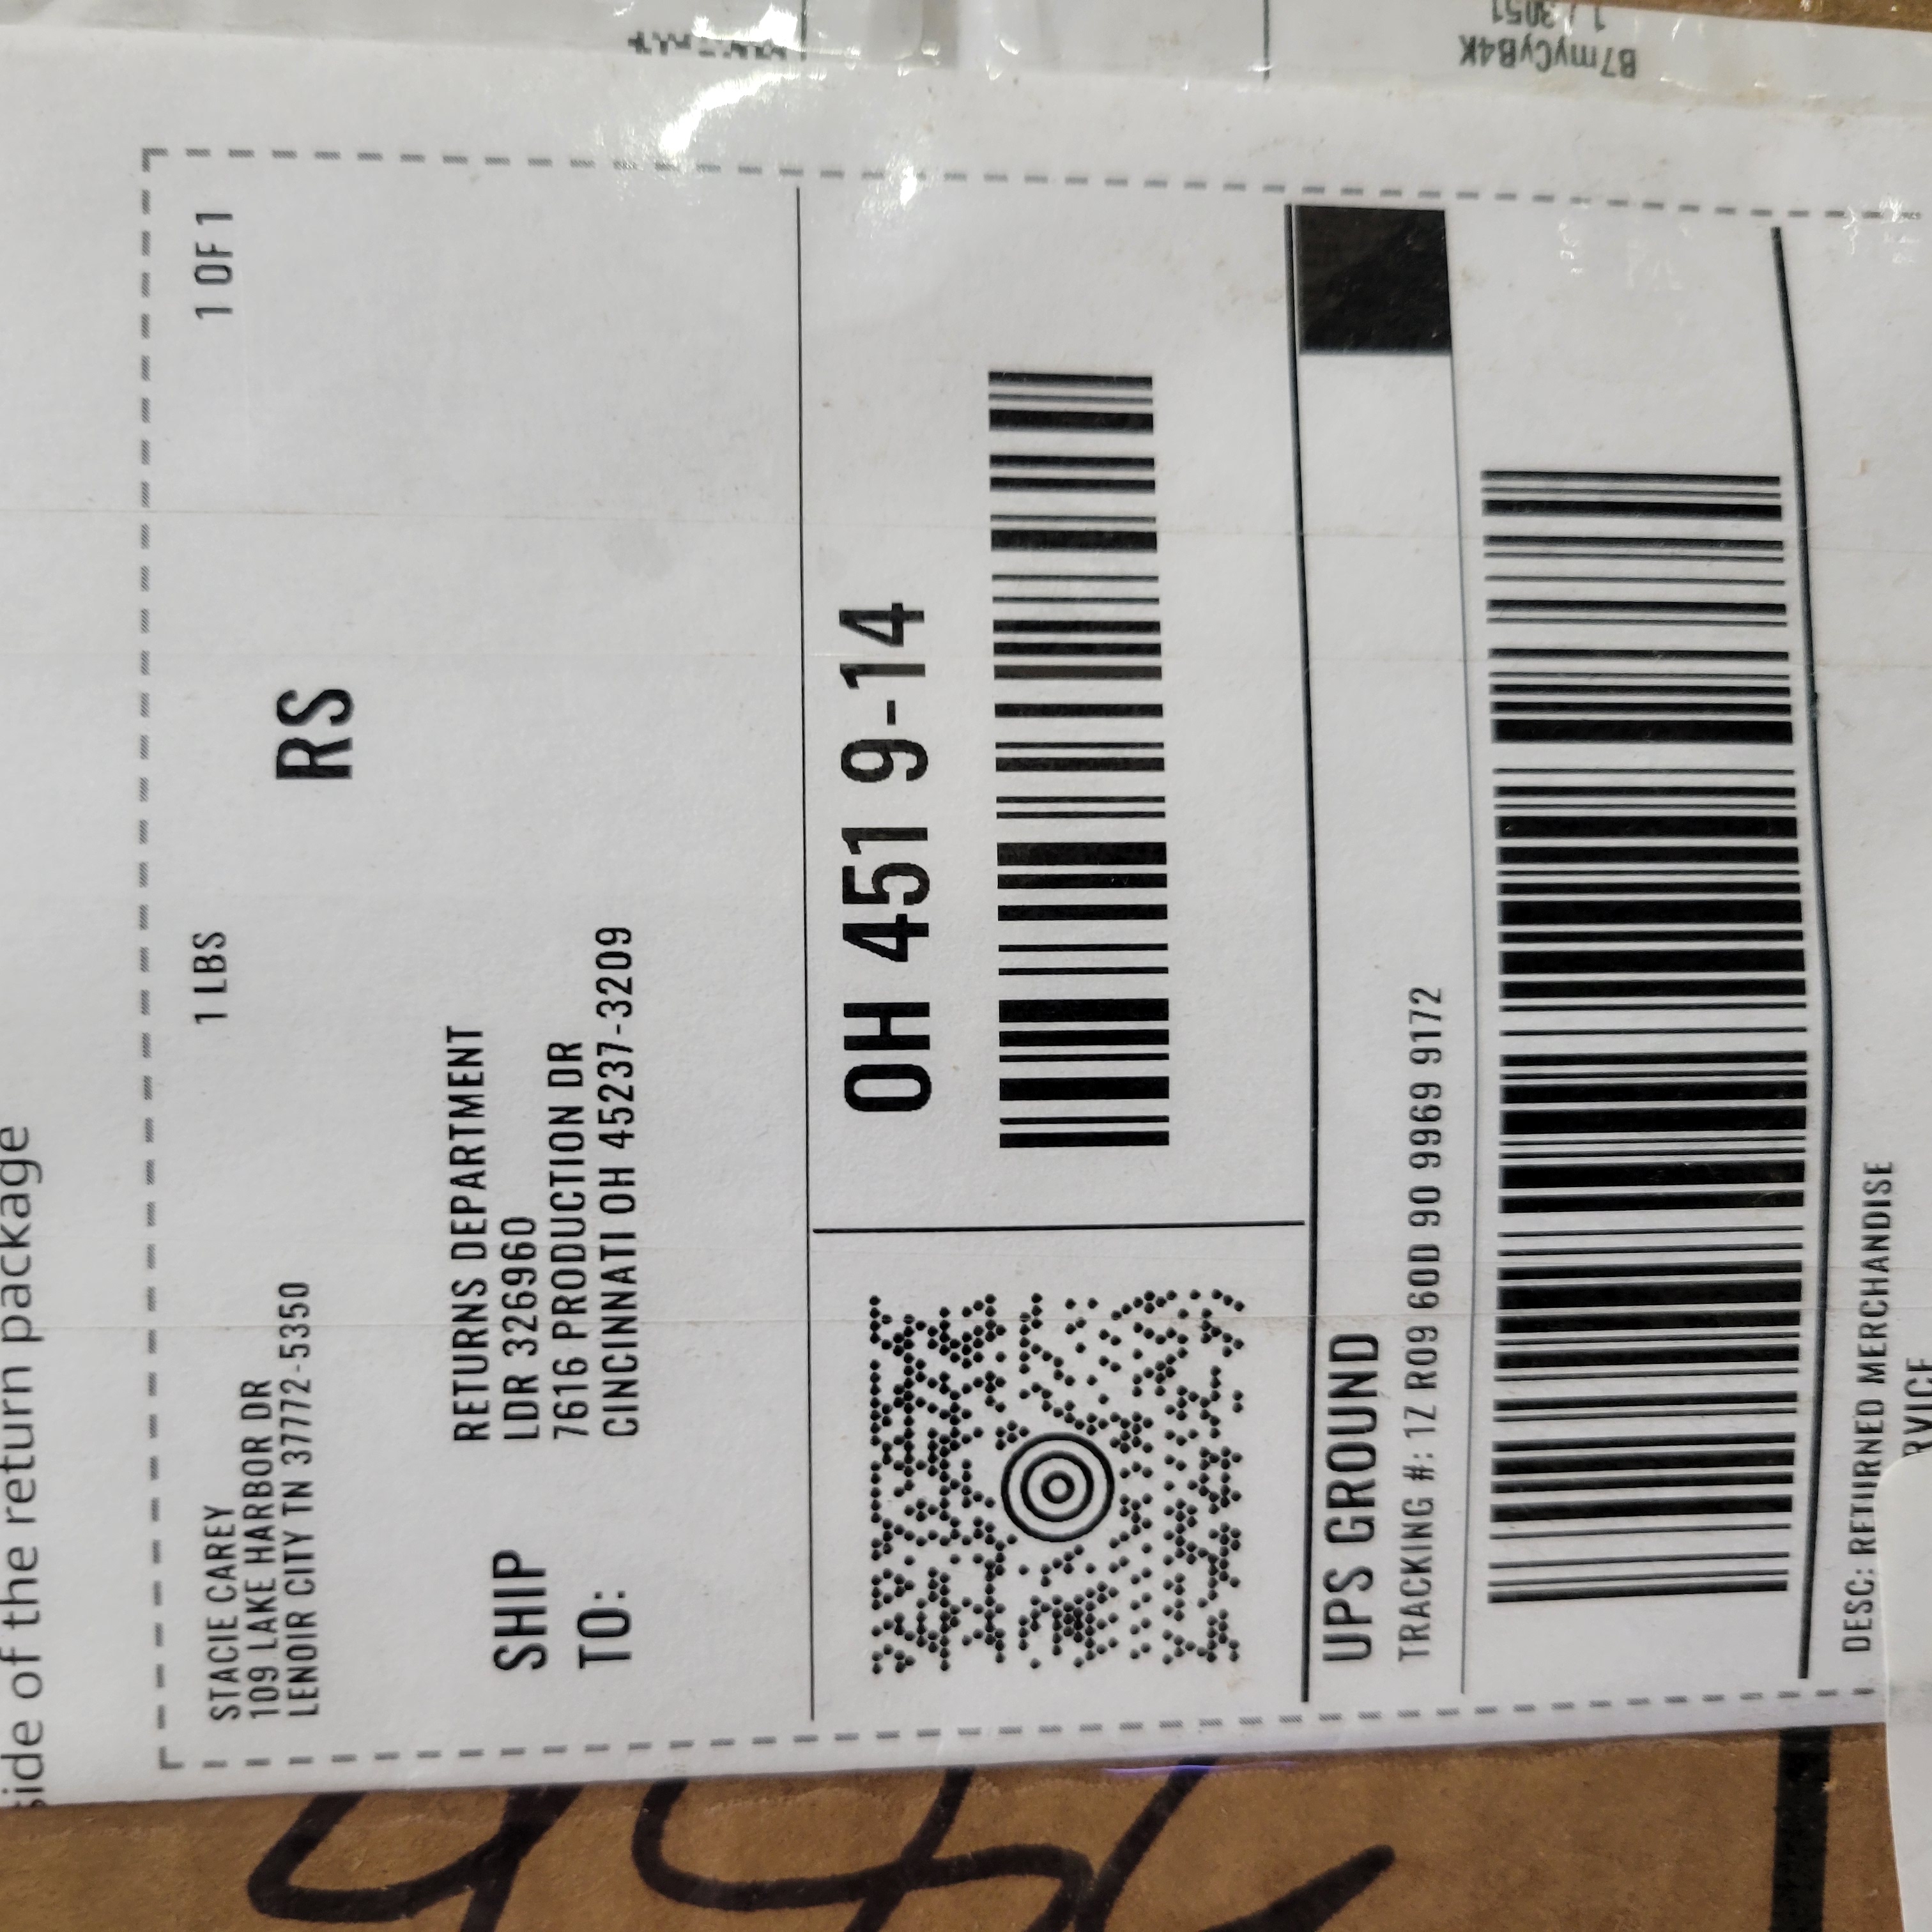 side of the return package
STACIE CAREY
109 LAKE HARBOR DR
LENOIR CITY TN 37772-5350
1 LBS
1 OF 1
RS
SHIP
TO:
RETURNS DEPARTMENT
LDR 326960
7616 PRODUCTION DR
CINCINNATI OH 45237-3209
OH 451 9-14
UPS GROUND
TRACKING #: 1Z R09 60D 90 9969 9172
DESC: RETURNED MERCHANDISE
B7myCyB4K
1 / 3051